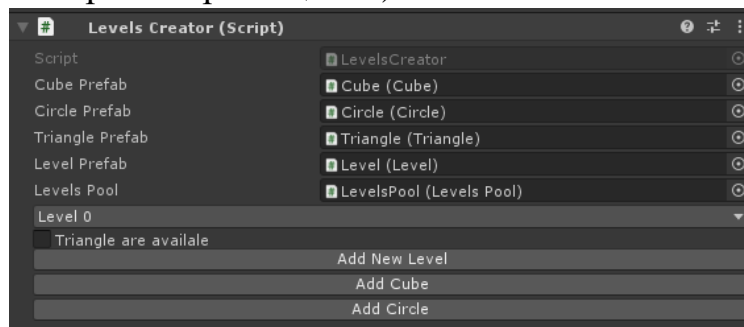 Levels Creator (Script)
Script LevelsCreator
Cube Prefab Cube (Cube)
Circle Prefab Circle (Circle)
Triangle Prefab Triangle (Triangle)
Level Prefab Level (Level)
Levels Pool LevelsPool (Levels Pool)
Level 0
Triangle are availale
Add New Level
Add Cube
Add Circle